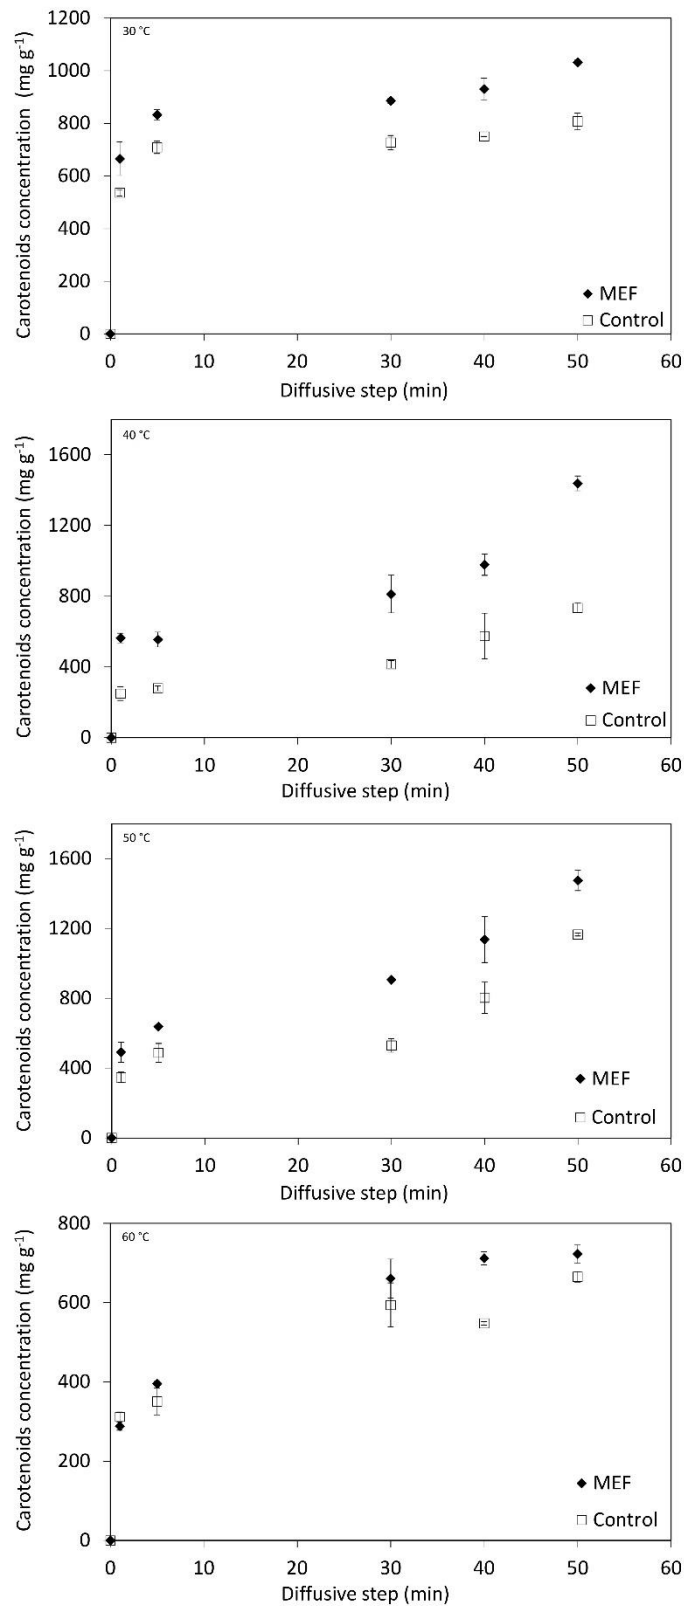 30 °C
Carotenoids concentration (mg g⁻¹)
1200
1000
800
600
400
200
0
MEF
Control
0 10 20 30 40 50 60
Diffusive step (min)
40 °C
Carotenoids concentration (mg g⁻¹)
1600
1200
800
400
0
MEF
Control
0 10 20 30 40 50 60
Diffusive step (min)
50 °C
Carotenoids concentration (mg g⁻¹)
1600
1200
800
400
0
MEF
Control
0 10 20 30 40 50 60
Diffusive step (min)
60 °C
Carotenoids concentration (mg g⁻¹)
800
600
400
200
0
MEF
Control
0 10 20 30 40 50 60
Diffusive step (min)